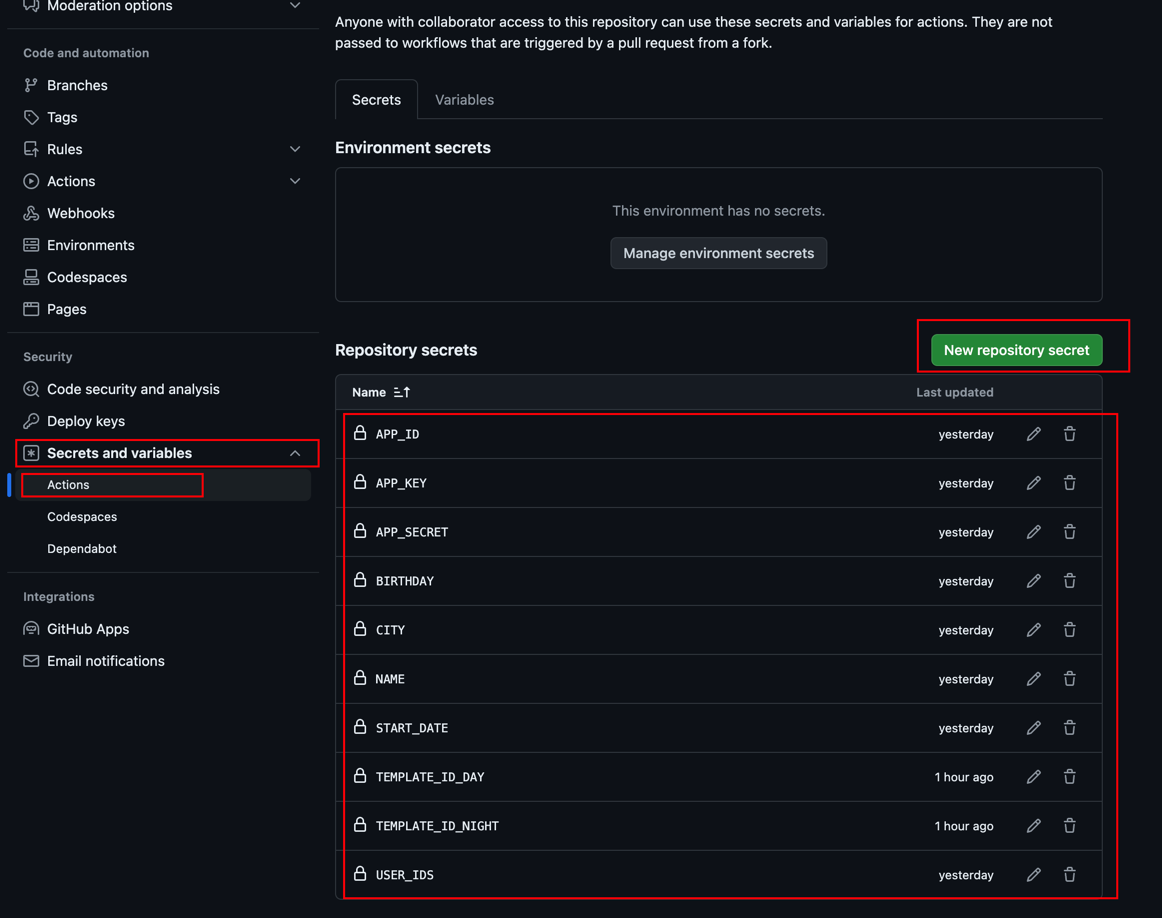 Moderation options
Code and automation
Branches
Tags
Rules
Actions
Webhooks
Environments
Codespaces
Pages
Security
Code security and analysis
Deploy keys
Secrets and variables
Actions
Codespaces
Dependabot
Integrations
GitHub Apps
Email notifications
Anyone with collaborator access to this repository can use these secrets and variables for actions. They are not
passed to workflows that are triggered by a pull request from a fork.
Secrets Variables
Environment secrets
This environment has no secrets.
Manage environment secrets
Repository secrets New repository secret
Name Last updated
APP_ID yesterday
APP_KEY yesterday
APP_SECRET yesterday
BIRTHDAY yesterday
CITY yesterday
NAME yesterday
START_DATE yesterday
TEMPLATE_ID_DAY 1 hour ago
TEMPLATE_ID_NIGHT 1 hour ago
USER_IDS yesterday